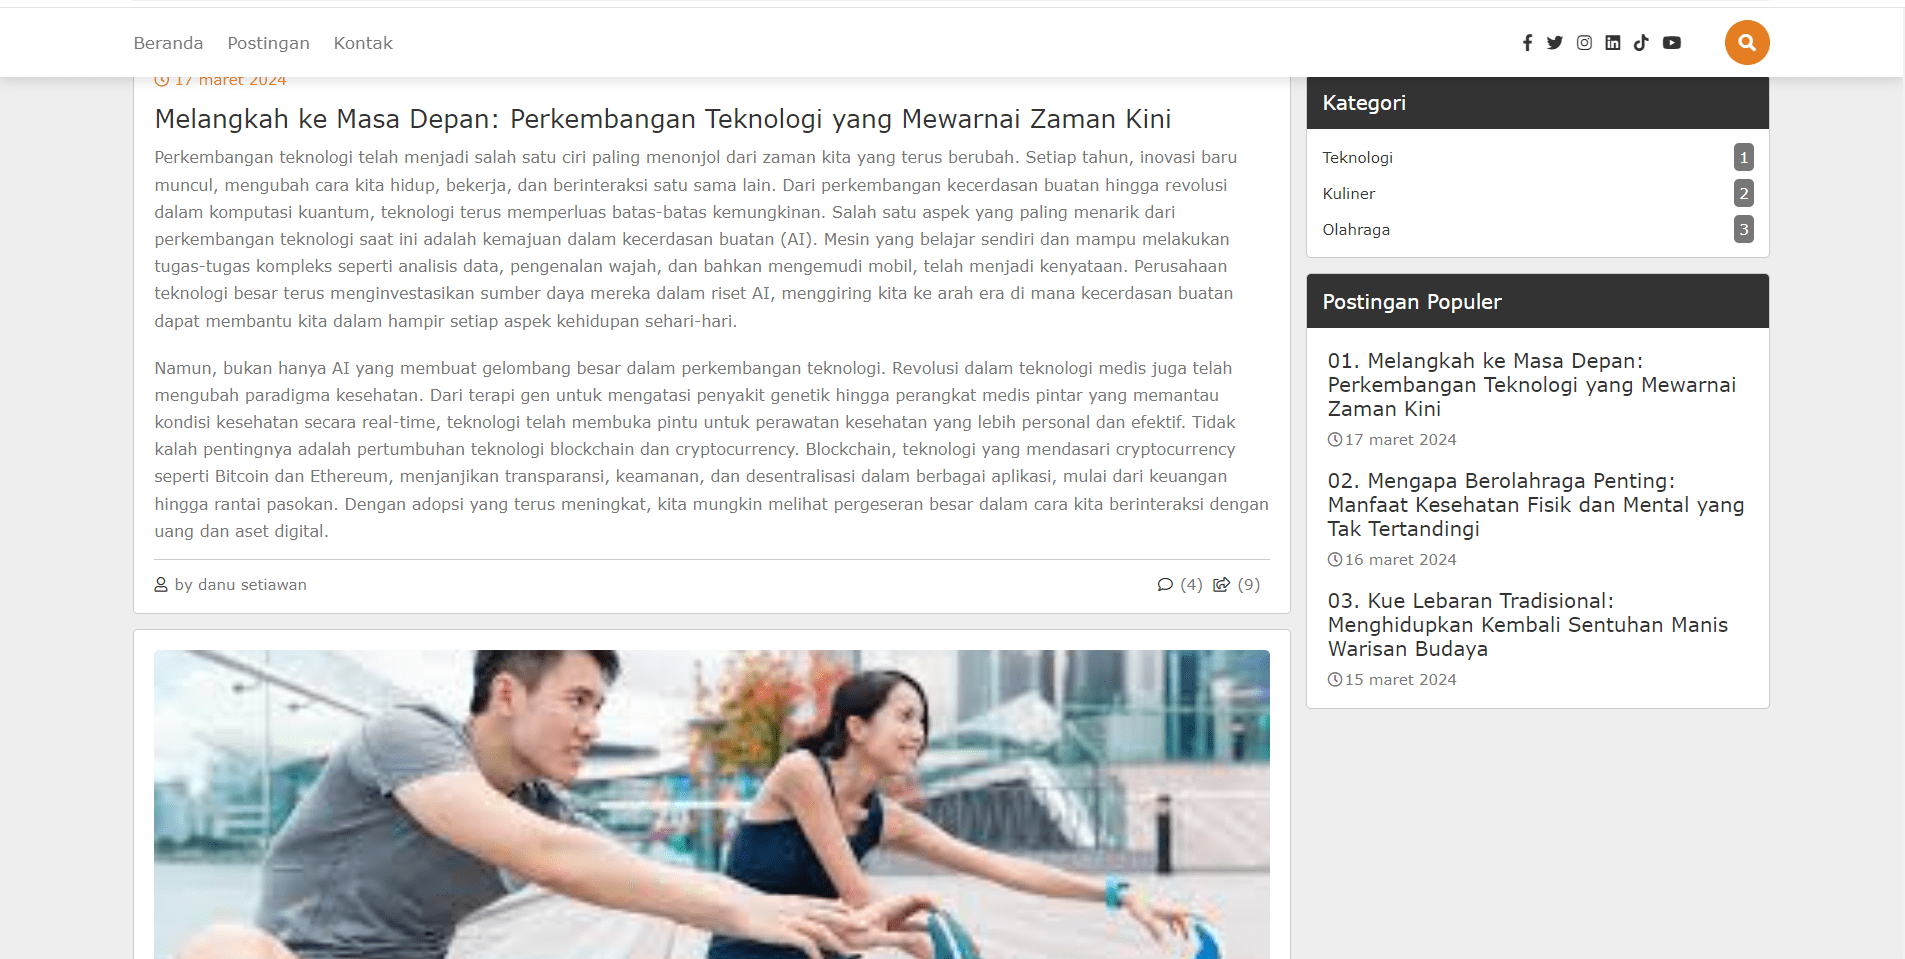 Beranda Postingan Kontak
17 maret 2024
Melangkah ke Masa Depan: Perkembangan Teknologi yang Mewarnai Zaman Kini
Perkembangan teknologi telah menjadi salah satu ciri paling menonjol dari zaman kita yang terus berubah. Setiap tahun, inovasi baru
muncul, mengubah cara kita hidup, bekerja, dan berinteraksi satu sama lain. Dari perkembangan kecerdasan buatan hingga revolusi
dalam komputasi kuantum, teknologi terus memperluas batas-batas kemungkinan. Salah satu aspek yang paling menarik dari
perkembangan teknologi saat ini adalah kemajuan dalam kecerdasan buatan (AI). Mesin yang belajar sendiri dan mampu melakukan
tugas-tugas kompleks seperti analisis data, pengenalan wajah, dan bahkan mengemudi mobil, telah menjadi kenyataan. Perusahaan
teknologi besar terus menginvestasikan sumber daya mereka dalam riset AI, menggiring kita ke arah era di mana kecerdasan buatan
dapat membantu kita dalam hampir setiap aspek kehidupan sehari-hari.
Namun, bukan hanya AI yang membuat gelombang besar dalam perkembangan teknologi. Revolusi dalam teknologi medis juga telah
mengubah paradigma kesehatan. Dari terapi gen untuk mengatasi penyakit genetik hingga perangkat medis pintar yang memantau
kondisi kesehatan secara real-time, teknologi telah membuka pintu untuk perawatan kesehatan yang lebih personal dan efektif. Tidak
kalah pentingnya adalah pertumbuhan teknologi blockchain dan cryptocurrency. Blockchain, teknologi yang mendasari cryptocurrency
seperti Bitcoin dan Ethereum, menjanjikan transparansi, keamanan, dan desentralisasi dalam berbagai aplikasi, mulai dari keuangan
hingga rantai pasokan. Dengan adopsi yang terus meningkat, kita mungkin melihat pergeseran besar dalam cara kita berinteraksi dengan
uang dan aset digital.
by danu setiawan (4) (9)
Kategori
Teknologi 1
Kuliner 2
Olahraga 3
Postingan Populer
01. Melangkah ke Masa Depan:
Perkembangan Teknologi yang Mewarnai
Zaman Kini
17 maret 2024
02. Mengapa Berolahraga Penting:
Manfaat Kesehatan Fisik dan Mental yang
Tak Tertandingi
16 maret 2024
03. Kue Lebaran Tradisional:
Menghidupkan Kembali Sentuhan Manis
Warisan Budaya
15 maret 2024